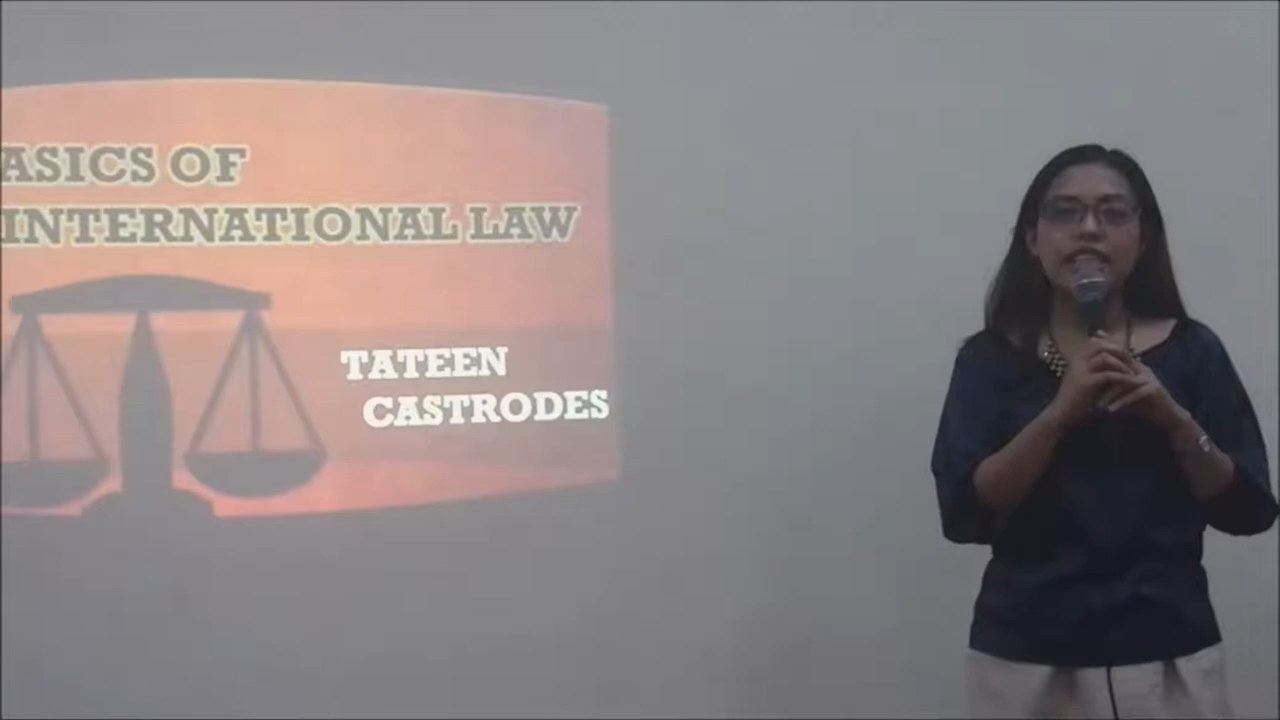 ASICS OF
INTERNATIONAL LAW
TATEEN
CASTRODES